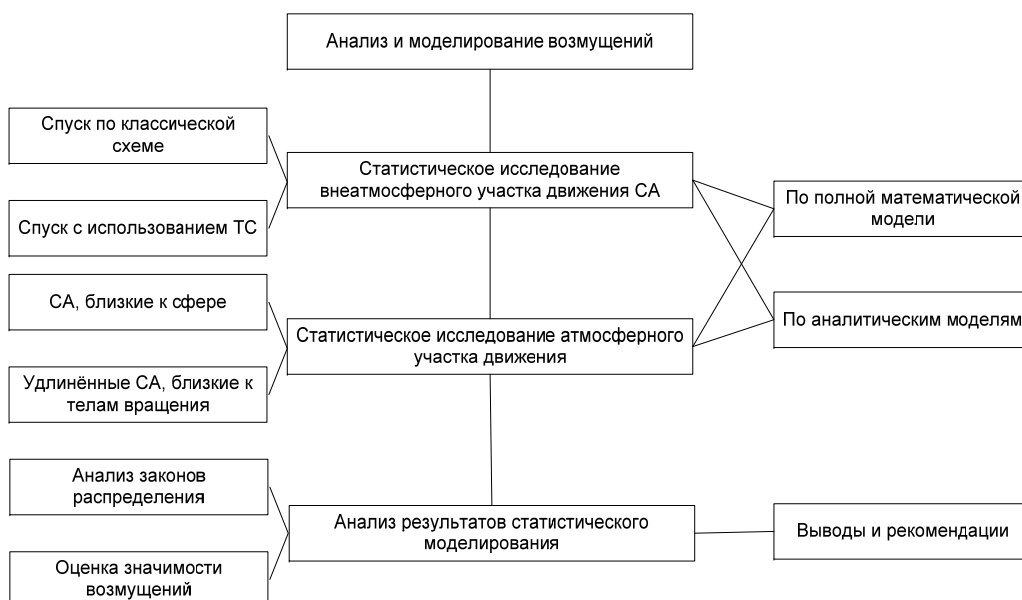 Анализ и моделирование возмущений
Спуск по классической
схеме
Статистическое исследование
внеатмосферного участка движения СА
По полной математической
модели
Спуск с использованием ТС
СА, близкие к сфере
По аналитическим моделям
Статистическое исследование атмосферного
участка движения
Удлинённые СА, близкие к
телам вращения
Анализ законов
распределения
Анализ результатов статистического
моделирования
Выводы и рекомендации
Оценка значимости
возмущений